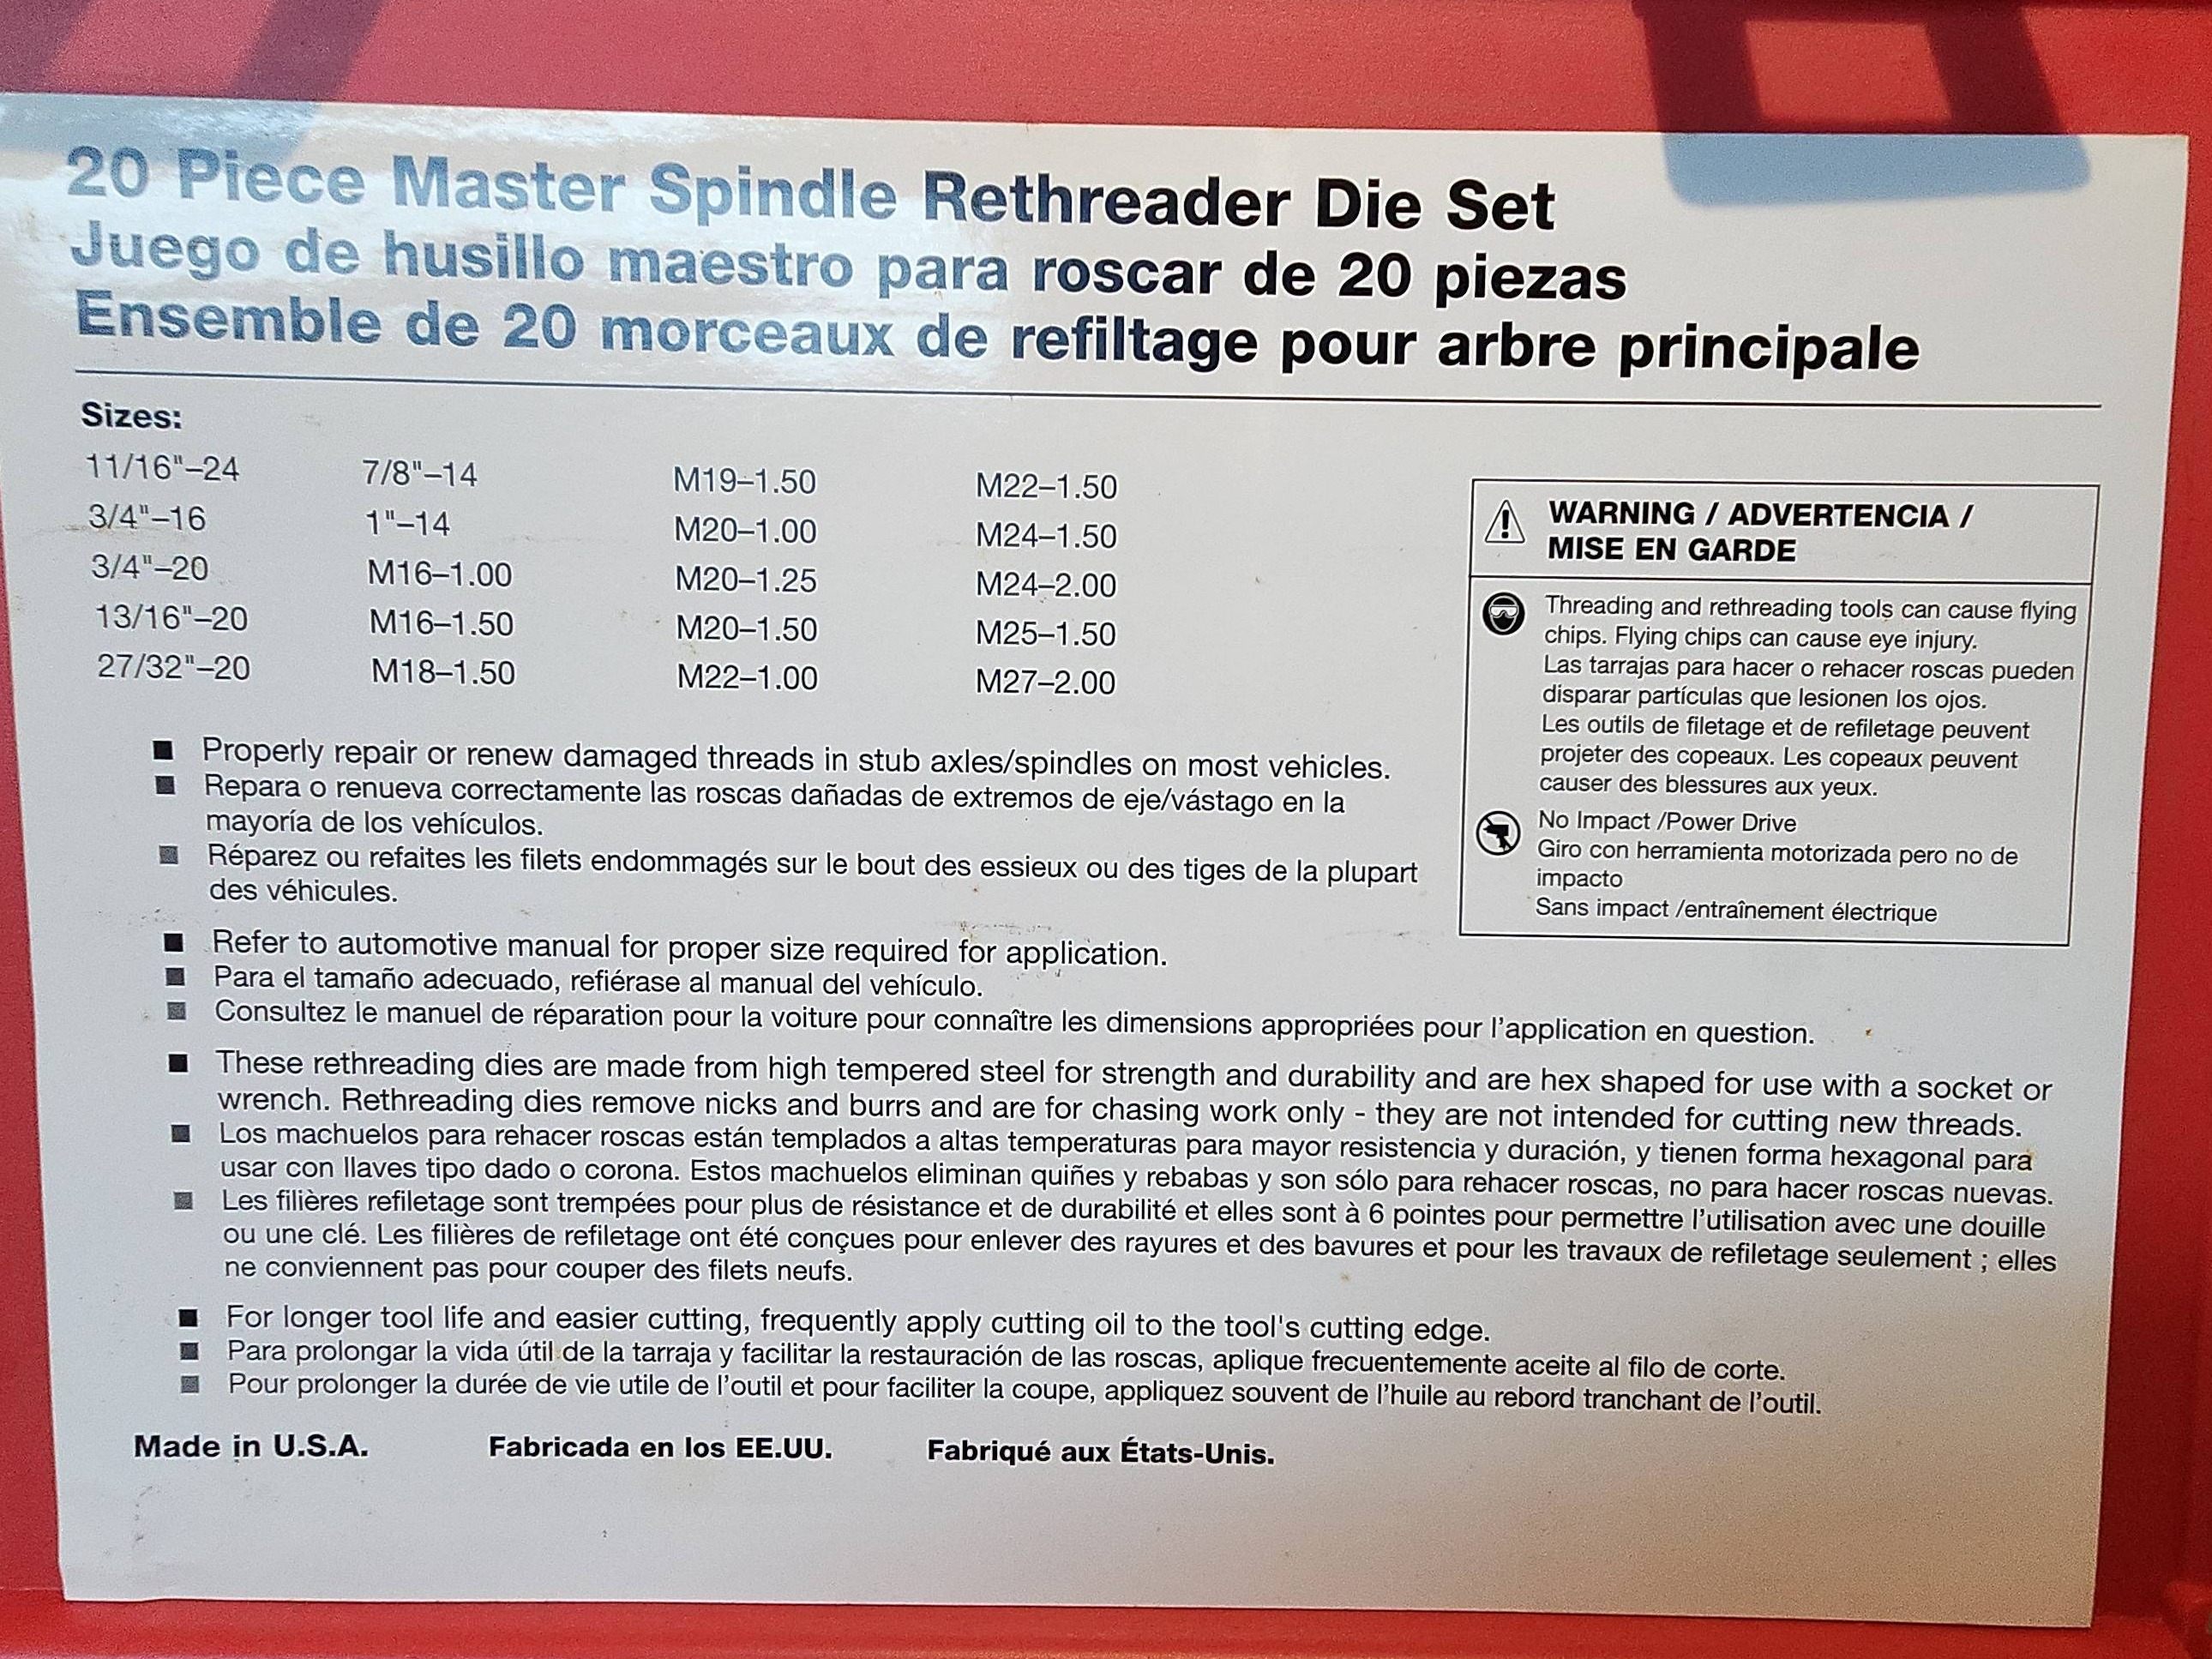 20 Piece Master Spindle Rethreader Die Set
Juego de husillo maestro para roscar de 20 piezas
Ensemble de 20 morceaux de refiltage pour arbre principale
Sizes:
11/16"–24 7/8"–14 M19–1.50 M22–1.50
3/4"–16 1"–14 M20–1.00 M24–1.50
3/4"–20 M16–1.00 M20–1.25 M24–2.00
13/16"–20 M16–1.50 M20–1.50 M25–1.50
27/32"–20 M18–1.50 M22–1.00 M27–2.00
WARNING / ADVERTENCIA /
MISE EN GARDE
Threading and rethreading tools can cause flying
chips. Flying chips can cause eye injury.
Las tarrajas para hacer o rehacer roscas pueden
disparar partículas que lesionen los ojos.
Les outils de filetage et de refiletage peuvent
projeter des copeaux. Les copeaux peuvent
causer des blessures aux yeux.
No Impact /Power Drive
Giro con herramienta motorizada pero no de
impacto
Sans impact /entraînement électrique
■ Properly repair or renew damaged threads in stub axles/spindles on most vehicles.
■ Repara o renueva correctamente las roscas dañadas de extremos de eje/vástago en la
mayoría de los vehículos.
■ Réparez ou refaites les filets endommagés sur le bout des essieux ou des tiges de la plupart
des véhicules.
■ Refer to automotive manual for proper size required for application.
■ Para el tamaño adecuado, refiérase al manual del vehículo.
■ Consultez le manuel de réparation pour la voiture pour connaître les dimensions appropriées pour l'application en question.
■ These rethreading dies are made from high tempered steel for strength and durability and are hex shaped for use with a socket or
wrench. Rethreading dies remove nicks and burrs and are for chasing work only - they are not intended for cutting new threads.
■ Los machuelos para rehacer roscas están templados a altas temperaturas para mayor resistencia y duración, y tienen forma hexagonal para
usar con llaves tipo dado o corona. Estos machuelos eliminan quiñes y rebabas y son sólo para rehacer roscas, no para hacer roscas nuevas.
■ Les filières refiletage sont trempées pour plus de résistance et de durabilité et elles sont à 6 pointes pour permettre l'utilisation avec une douille
ou une clé. Les filières de refiletage ont été conçues pour enlever des rayures et des bavures et pour les travaux de refiletage seulement ; elles
ne conviennent pas pour couper des filets neufs.
■ For longer tool life and easier cutting, frequently apply cutting oil to the tool's cutting edge.
■ Para prolongar la vida útil de la tarraja y facilitar la restauración de las roscas, aplique frecuentemente aceite al filo de corte.
■ Pour prolonger la durée de vie utile de l'outil et pour faciliter la coupe, appliquez souvent de l'huile au rebord tranchant de l'outil.
Made in U.S.A. Fabricada en los EE.UU. Fabriqué aux États-Unis.